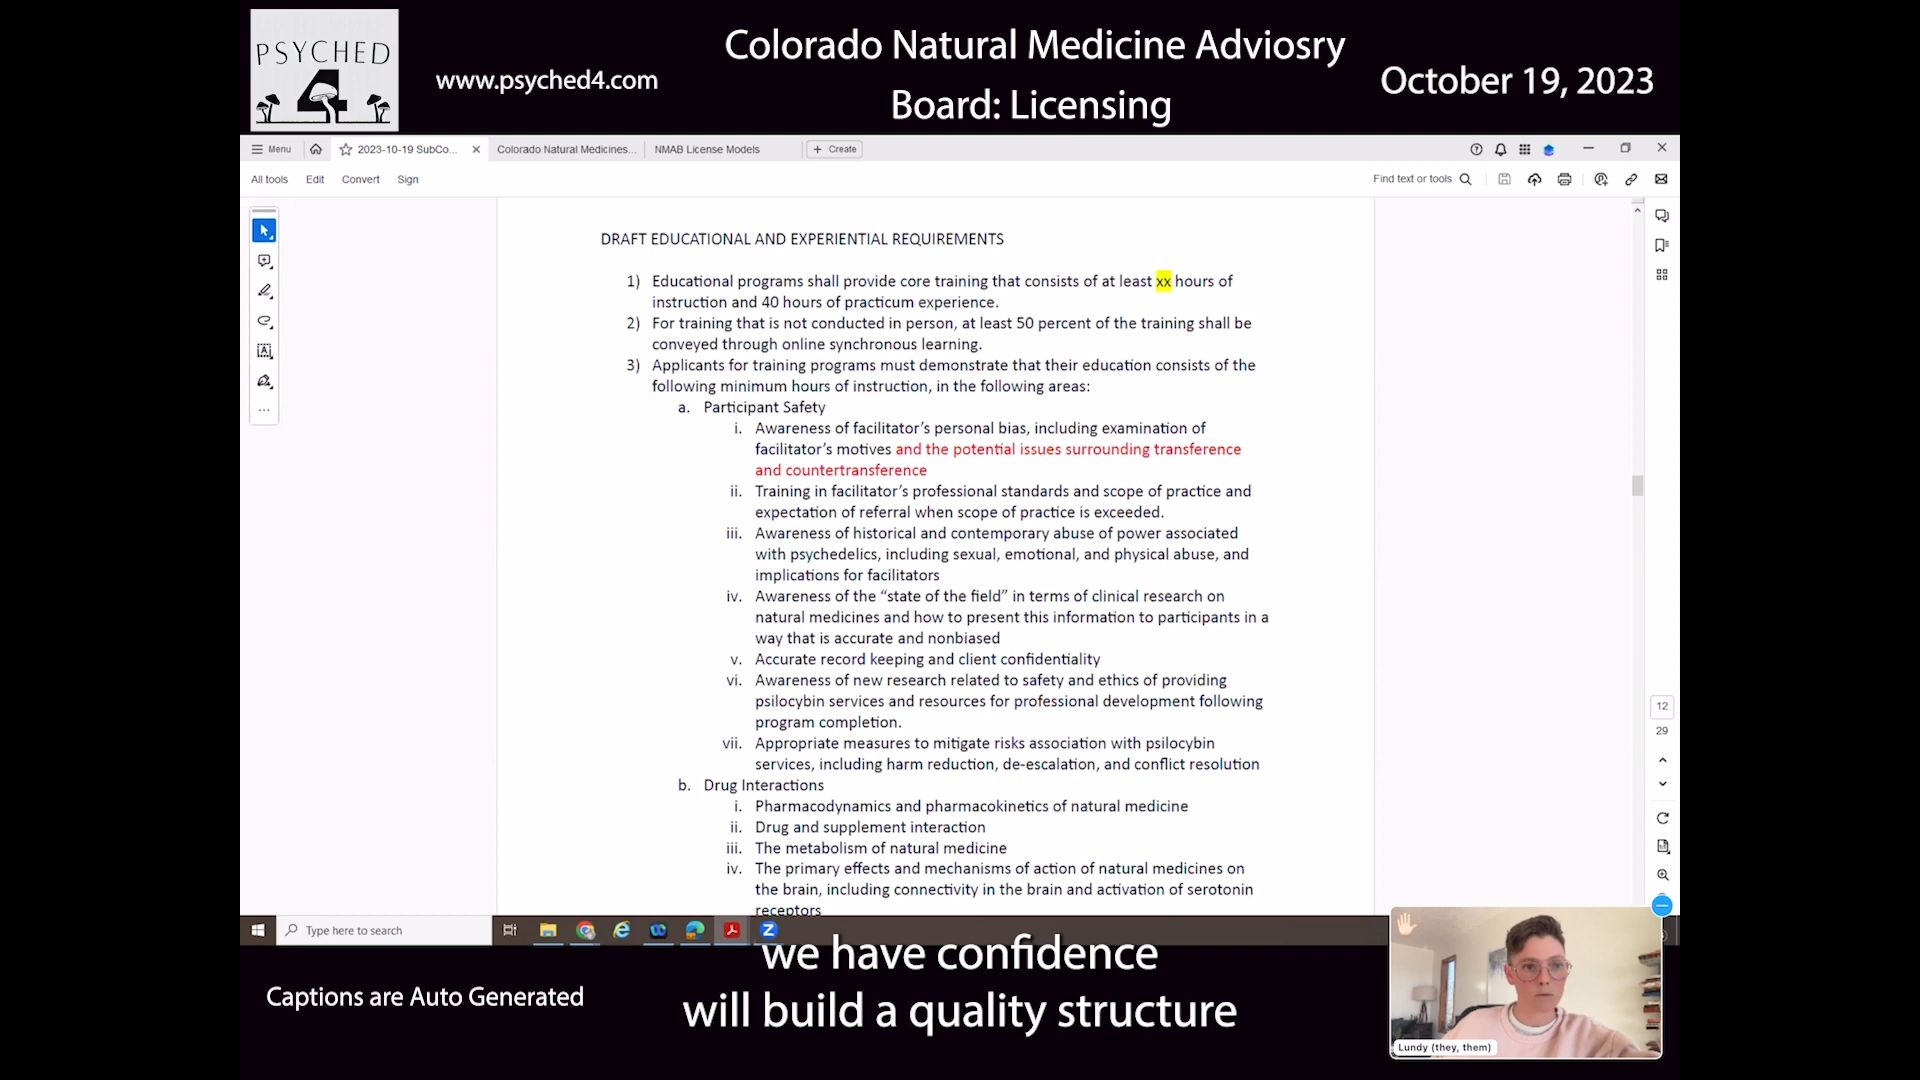 PSYCHED
4
www.psyched4.com
Colorado Natural Medicine Adviosry
Board: Licensing
October 19, 2023
Menu
2023-10-19 SubCo...
Colorado Natural Medicines...
NMAB License Models
+ Create
All tools
Edit
Convert
Sign
Find text or tools
DRAFT EDUCATIONAL AND EXPERIENTIAL REQUIREMENTS
1) Educational programs shall provide core training that consists of at least xx hours of
instruction and 40 hours of practicum experience.
2) For training that is not conducted in person, at least 50 percent of the training shall be
conveyed through online synchronous learning.
3) Applicants for training programs must demonstrate that their education consists of the
following minimum hours of instruction, in the following areas:
a. Participant Safety
i. Awareness of facilitator’s personal bias, including examination of
facilitator’s motives and the potential issues surrounding transference
and countertransference
ii. Training in facilitator’s professional standards and scope of practice and
expectation of referral when scope of practice is exceeded.
iii. Awareness of historical and contemporary abuse of power associated
with psychedelics, including sexual, emotional, and physical abuse, and
implications for facilitators
iv. Awareness of the “state of the field” in terms of clinical research on
natural medicines and how to present this information to participants in a
way that is accurate and nonbiased
v. Accurate record keeping and client confidentiality
vi. Awareness of new research related to safety and ethics of providing
psilocybin services and resources for professional development following
program completion.
vii. Appropriate measures to mitigate risks association with psilocybin
services, including harm reduction, de-escalation, and conflict resolution
b. Drug Interactions
i. Pharmacodynamics and pharmacokinetics of natural medicine
ii. Drug and supplement interaction
iii. The metabolism of natural medicine
iv. The primary effects and mechanisms of action of natural medicines on
the brain, including connectivity in the brain and activation of serotonin
receptors
12
29
Type here to search
we have confidence
will build a quality structure
Captions are Auto Generated
Lundy (they, them)